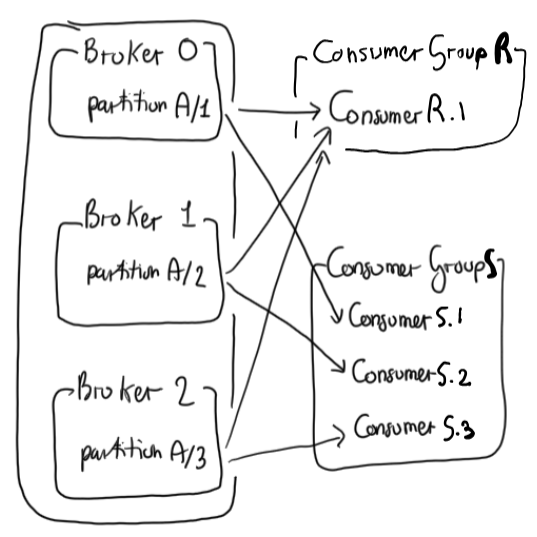 Broker 0
partition A/1
Broker 1
partition A/2
Broker 2
partition A/3
Consumer Group R
Consumer R.1
Consumer Group S
Consumer S.1
Consumer S.2
Consumer S.3